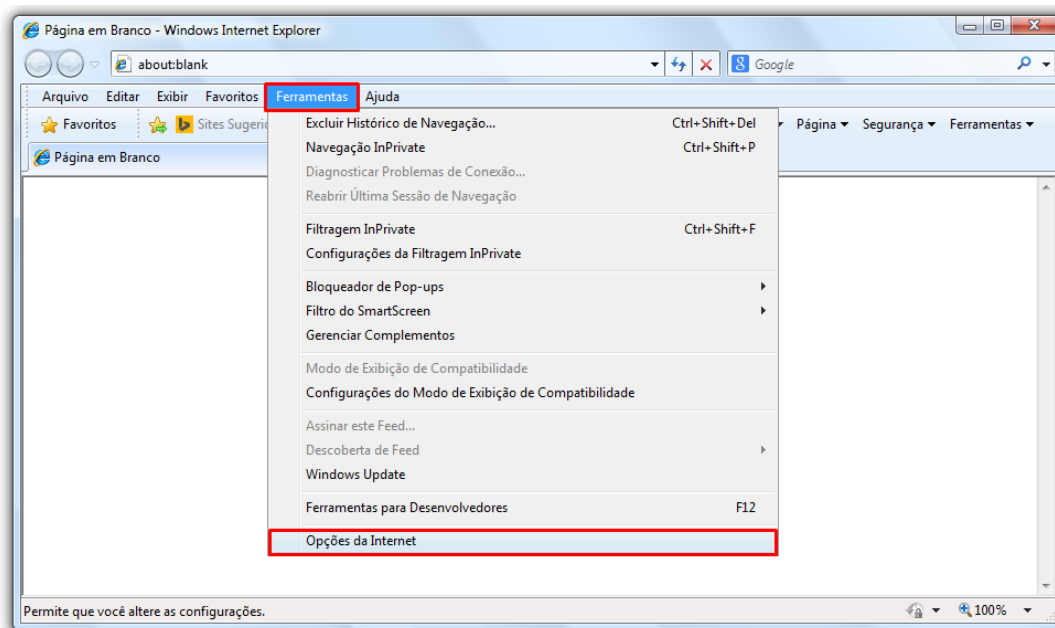 Página em Branco - Windows Internet Explorer
about:blank
Google
Arquivo Editar Exibir Favoritos Ferramentas Ajuda
Favoritos Sites Página Segurança Ferramentas
Página em Branco
Excluir Histórico de Navegação... Ctrl+Shift+Del
Navegação InPrivate Ctrl+Shift+P
Diagnosticar Problemas de Conexão...
Reabrir Última Sessão de Navegação
Filtragem InPrivate Ctrl+Shift+F
Configurações da Filtragem InPrivate
Bloqueador de Pop-ups
Filtro do SmartScreen
Gerenciar Complementos
Modo de Exibição de Compatibilidade
Configurações do Modo de Exibição de Compatibilidade
Assinar este Feed...
Descoberta de Feed
Windows Update
Ferramentas para Desenvolvedores F12
Opções da Internet
Permite que você altere as configurações. 100%